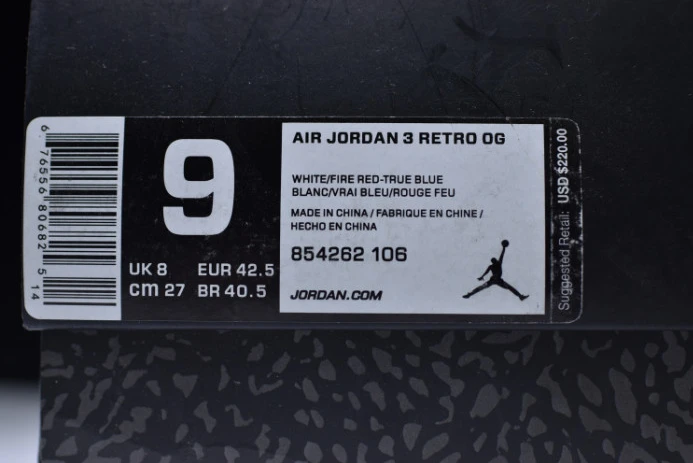 6 76556 80682 5 14
9
UK 8 EUR 42.5
cm 27 BR 40.5
AIR JORDAN 3 RETRO OG
WHITE/FIRE RED-TRUE BLUE
BLANC/VRAI BLEU/ROUGE FEU
MADE IN CHINA / FABRIQUE EN CHINE /
HECHO EN CHINA
854262 106
JORDAN.COM
Suggested Retail: USD $220.00